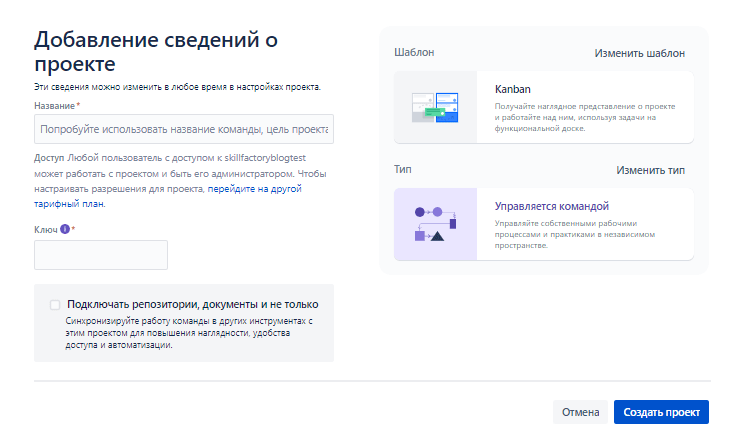 Добавление сведений о
проекте
Эти сведения можно изменить в любое время в настройках проекта.
Название *
Попробуйте использовать название команды, цель проекта
Доступ Любой пользователь с доступом к skillfactoryblogtest
может работать с проектом и быть его администратором. Чтобы
настраивать разрешения для проекта, перейдите на другой
тарифный план.
Ключ i *
Подключать репозитории, документы и не только
Синхронизируйте работу команды в других инструментах с
этим проектом для повышения наглядности, удобства
доступа и автоматизации.
Шаблон
Изменить шаблон
Kanban
Получайте наглядное представление о проекте
и работайте над ним, используя задачи на
функциональной доске.
Тип
Изменить тип
Управляется командой
Управляйте собственными рабочими
процессами и практиками в независимом
пространстве.
Отмена
Создать проект